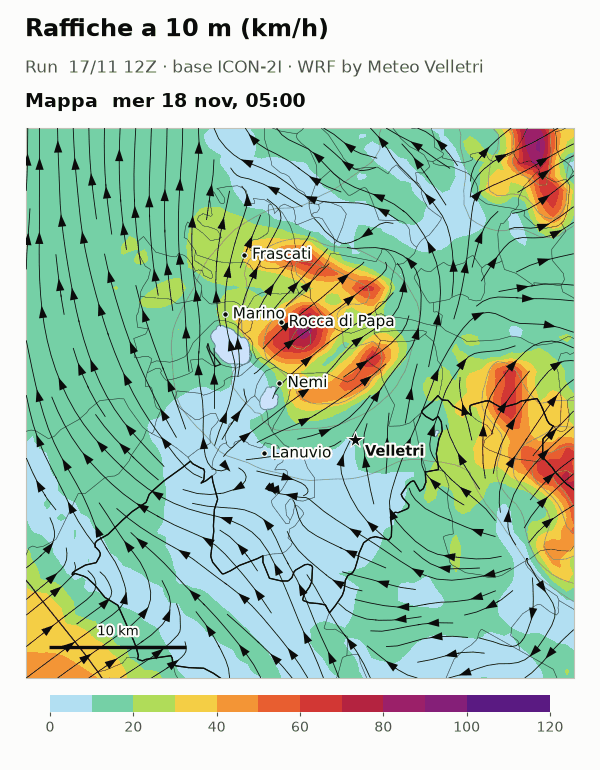 Raffiche a 10 m (km/h)
Run 17/11 12Z · base ICON-2I · WRF by Meteo Velletri
Mappa mer 18 nov, 05:00
Frascati
Marino
Rocca di Papa
Nemi
Lanuvio
Velletri
10 km
0 20 40 60 80 100 120